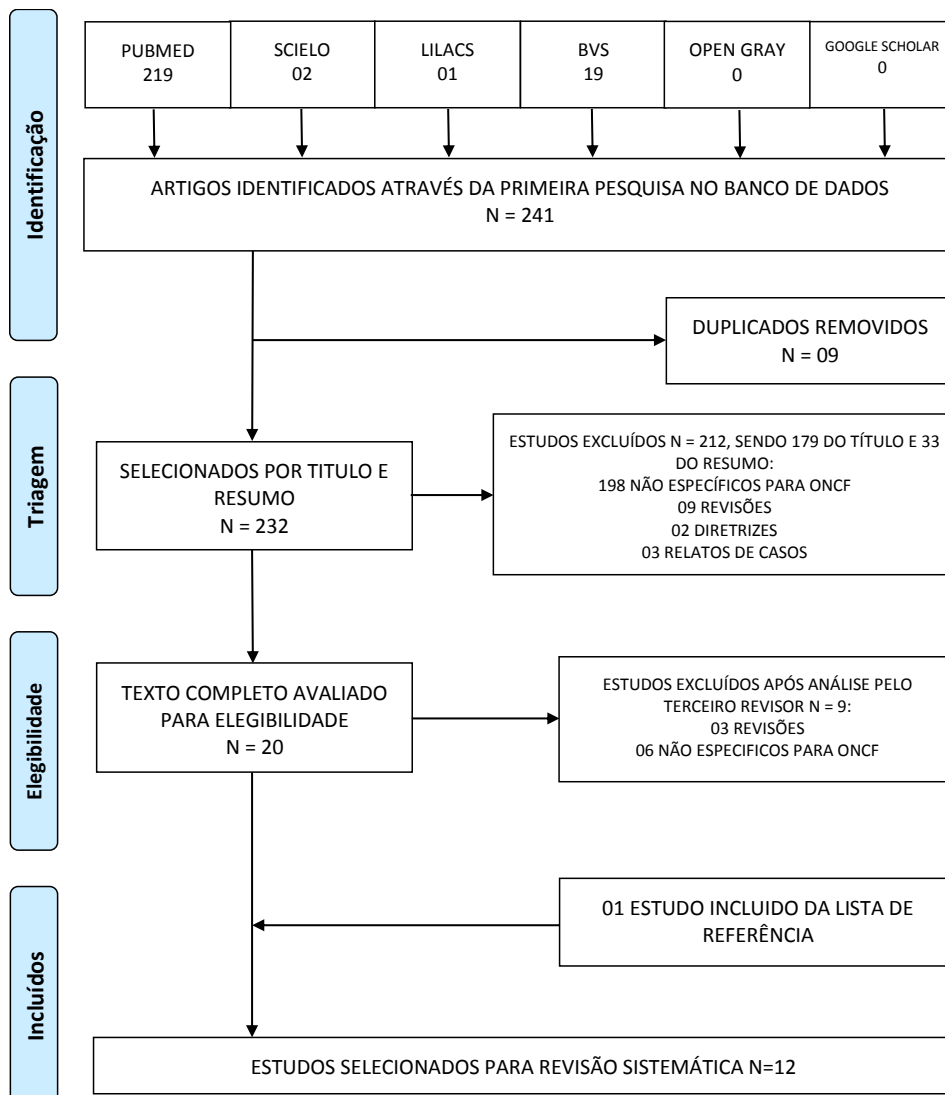 PUBMED
219
SCIELO
02
LILACS
01
BVS
19
OPEN GRAY
0
GOOGLE SCHOLAR
0
Identificação
ARTIGOS IDENTIFICADOS ATRAVÉS DA PRIMEIRA PESQUISA NO BANCO DE DADOS
N = 241
DUPLICADOS REMOVIDOS
N = 09
Triagem
SELECIONADOS POR TITULO E
RESUMO
N = 232
ESTUDOS EXCLUÍDOS N = 212, SENDO 179 DO TÍTULO E 33
DO RESUMO:
198 NÃO ESPECÍFICOS PARA ONCF
09 REVISÕES
02 DIRETRIZES
03 RELATOS DE CASOS
Elegibilidade
TEXTO COMPLETO AVALIADO
PARA ELEGIBILIDADE
N = 20
ESTUDOS EXCLUÍDOS APÓS ANÁLISE PELO
TERCEIRO REVISOR N = 9:
03 REVISÕES
06 NÃO ESPECIFICOS PARA ONCF
Incluídos
01 ESTUDO INCLUIDO DA LISTA DE
REFERÊNCIA
ESTUDOS SELECIONADOS PARA REVISÃO SISTEMÁTICA N=12